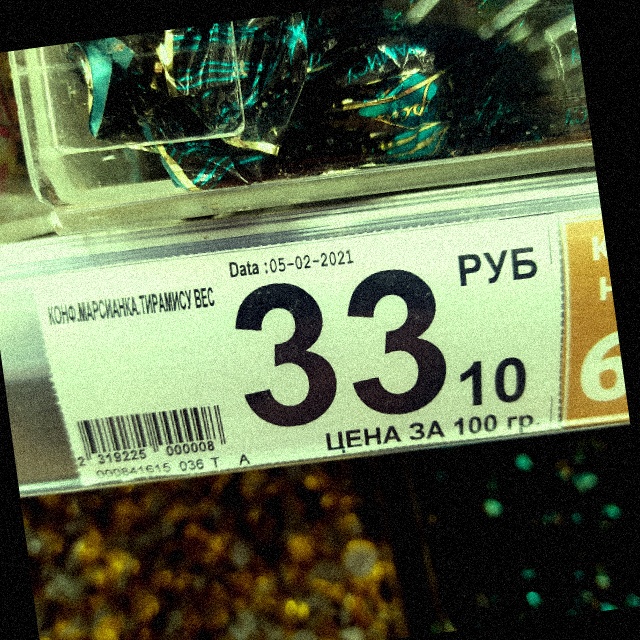 Data :05-02-2021
КОНФ.МАРСИАНКА.ТИРАМИСУ ВЕС
33 10 РУБ
ЦЕНА ЗА 100 гр.
2 319225 000008
000841615 036 Т А
К
Н
6